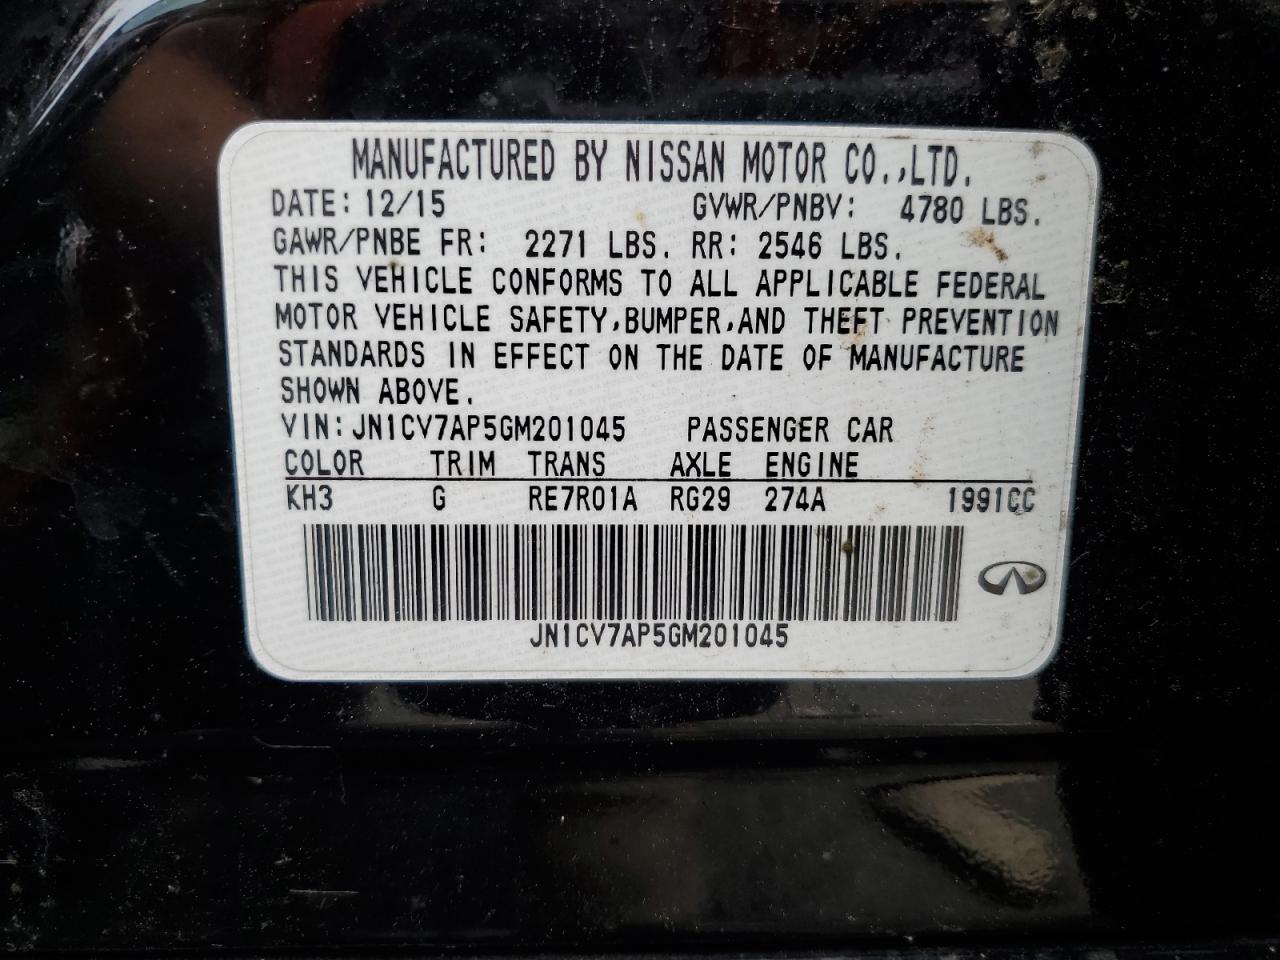 MANUFACTURED BY NISSAN MOTOR CO.,LTD.
DATE: 12/15 GVWR/PNBV: 4780 LBS.
GAWR/PNBE FR: 2271 LBS. RR: 2546 LBS.
THIS VEHICLE CONFORMS TO ALL APPLICABLE FEDERAL
MOTOR VEHICLE SAFETY,BUMPER,AND THEFT PREVENTION
STANDARDS IN EFFECT ON THE DATE OF MANUFACTURE
SHOWN ABOVE.
VIN:JN1CV7AP5GM201045 PASSENGER CAR
COLOR TRIM TRANS AXLE ENGINE
KH3 G RE7R01A RG29 274A 1991CC
JN1CV7AP5GM201045